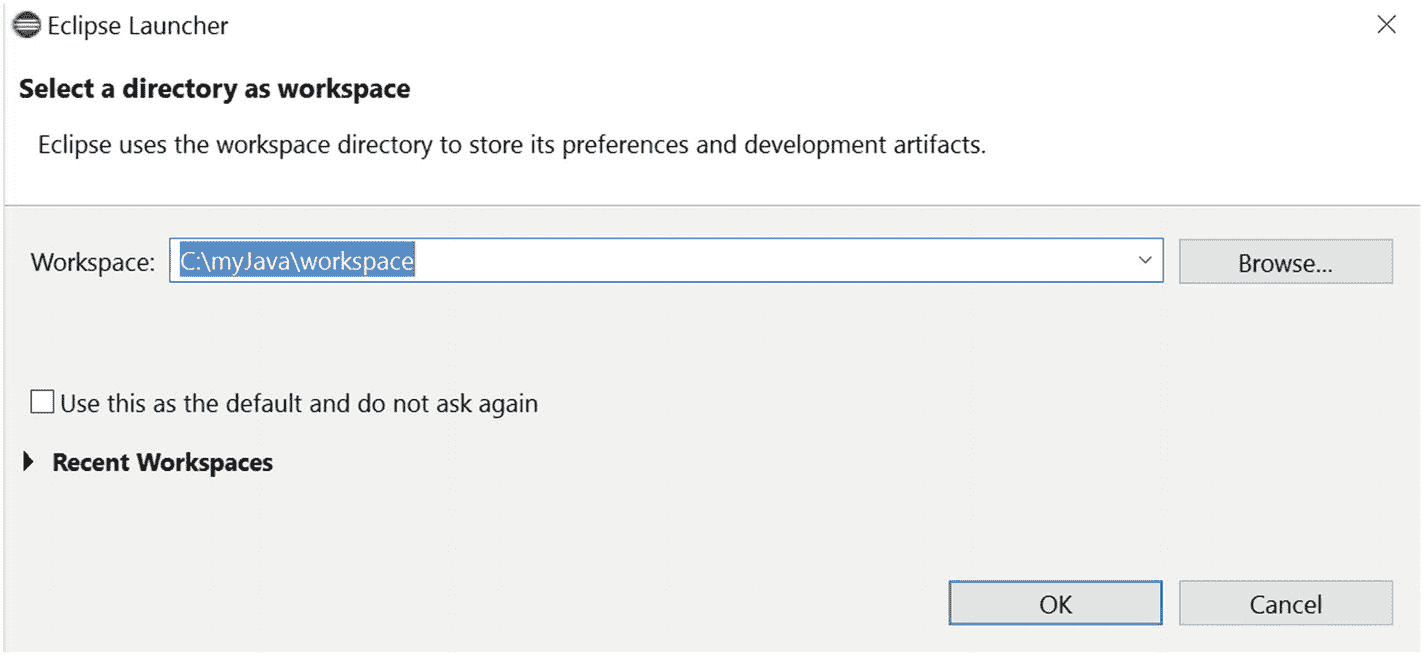 Eclipse Launcher
Select a directory as workspace
Eclipse uses the workspace directory to store its preferences and development artifacts.
Workspace: C:\myJava\workspace Browse...
Use this as the default and do not ask again
Recent Workspaces
OK Cancel